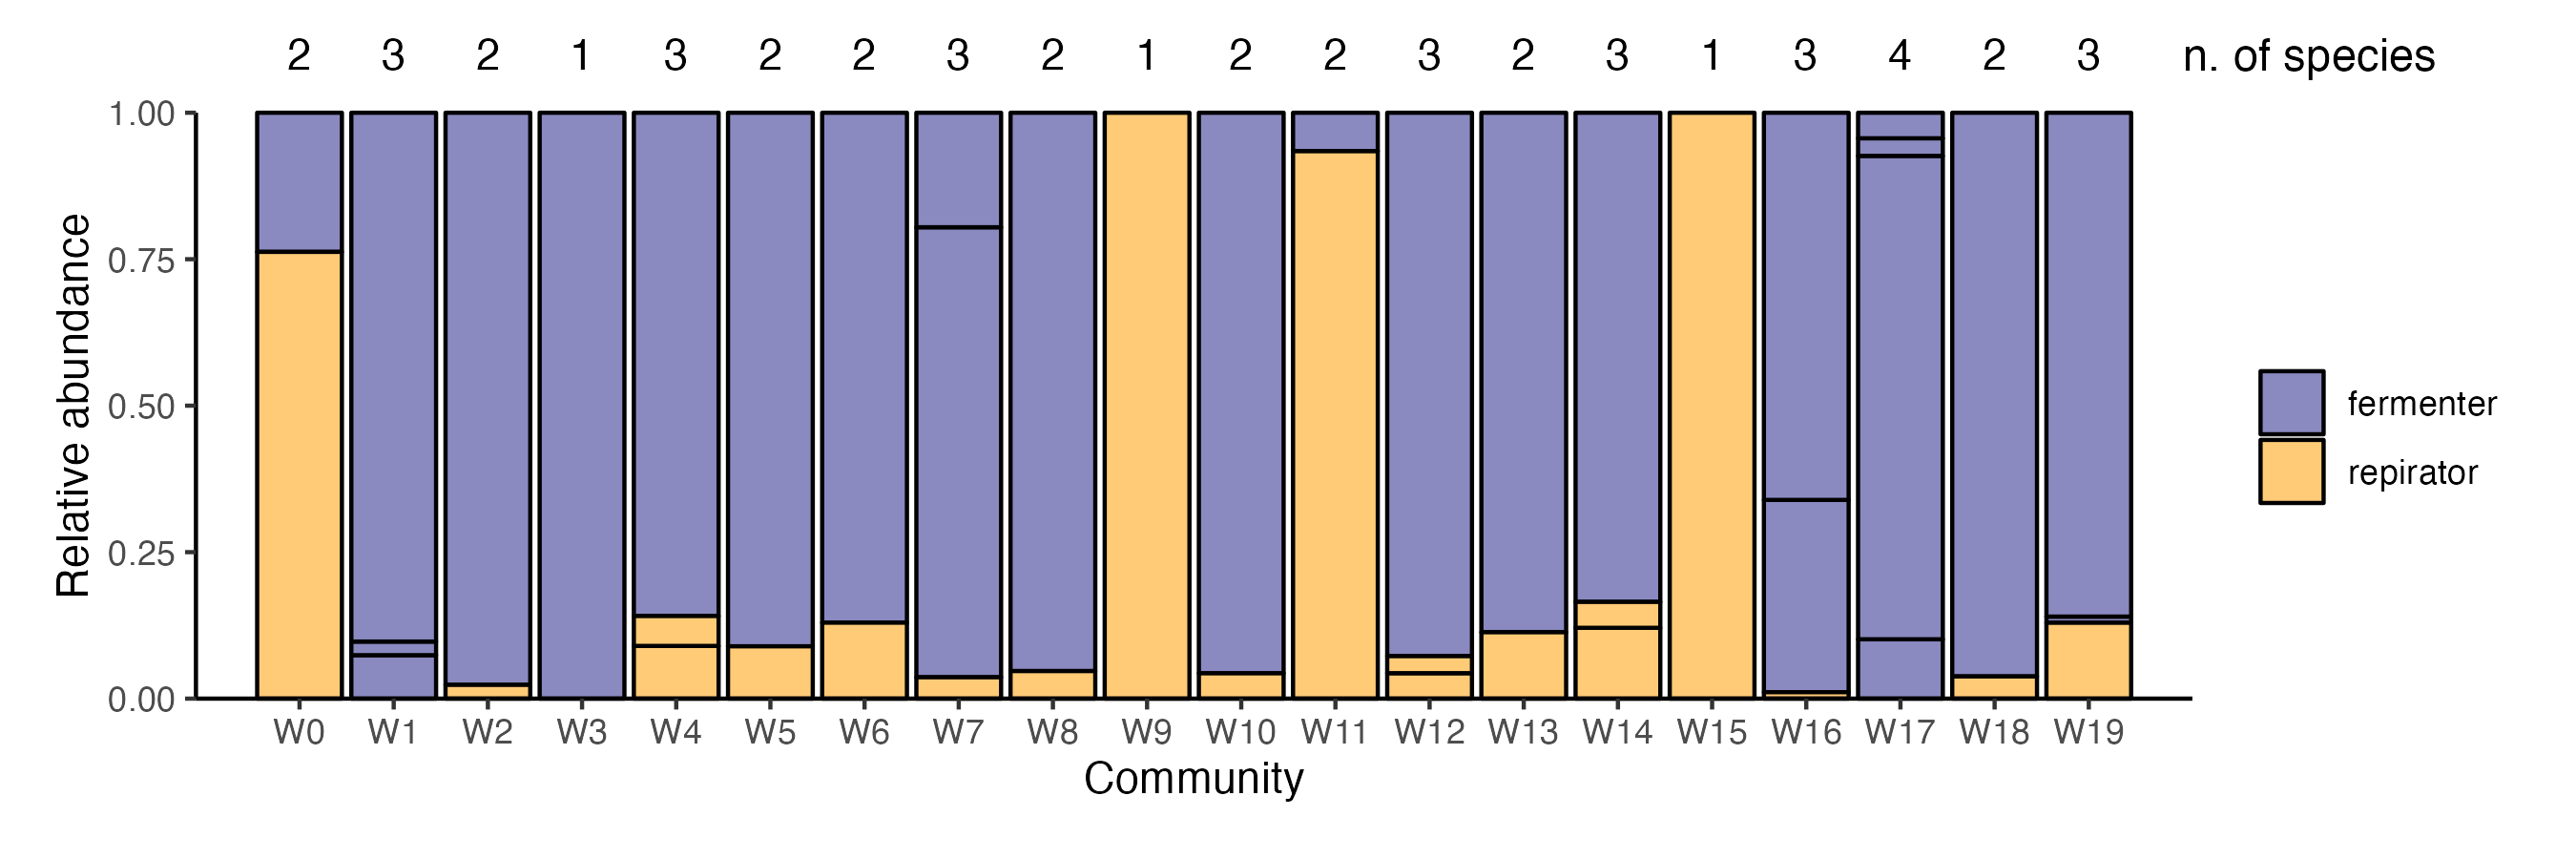 2 3 2 1 3 2 2 3 2 1 2 2 3 2 3 1 3 4 2 3 n. of species
1.00
0.75
0.50
0.25
0.00
Relative abundance
fermenter
repirator
W0 W1 W2 W3 W4 W5 W6 W7 W8 W9 W10 W11 W12 W13 W14 W15 W16 W17 W18 W19
Community